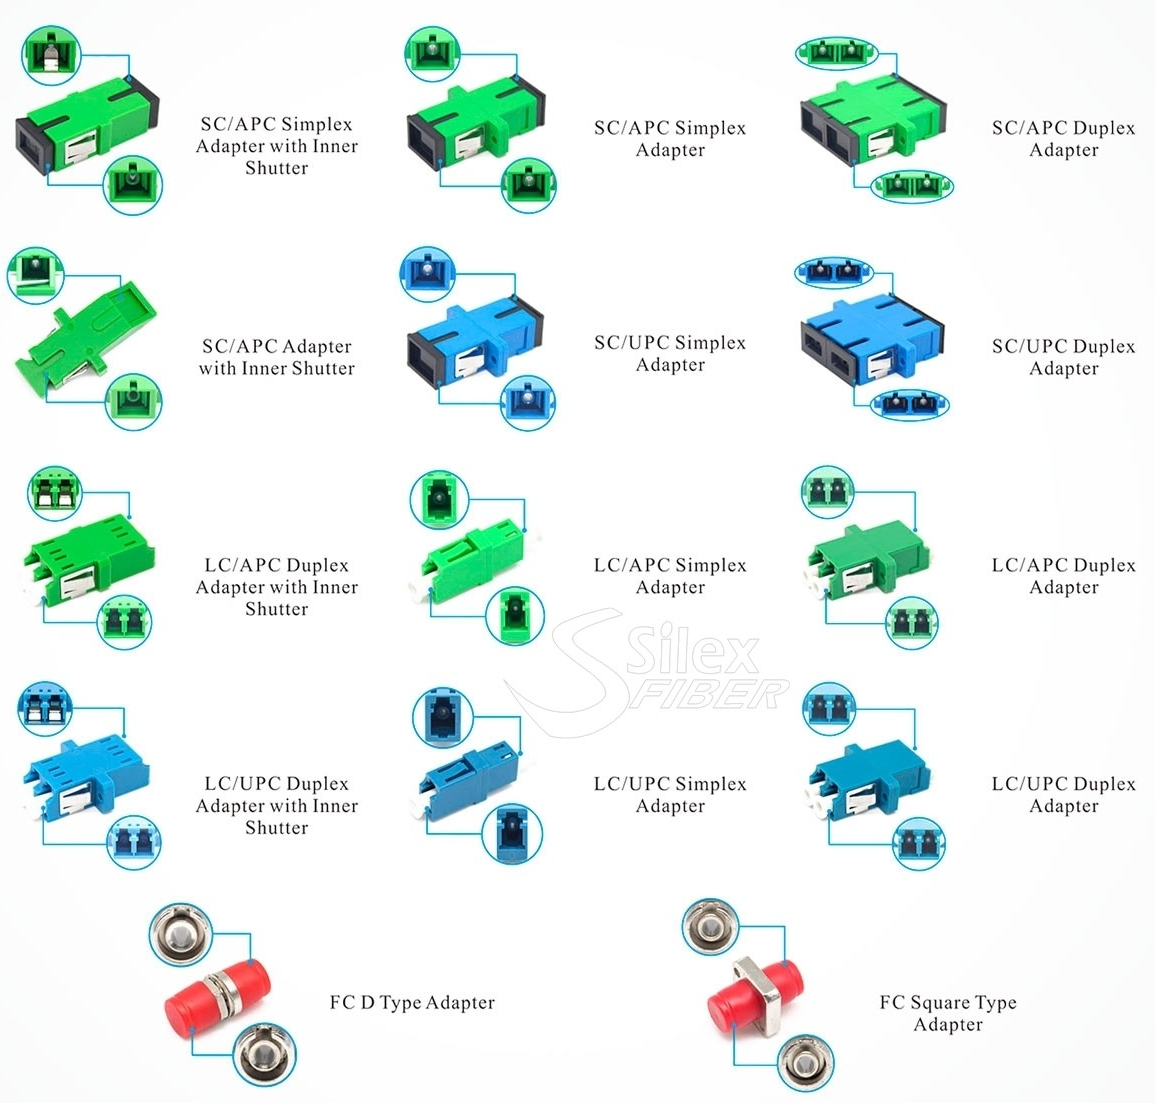 SC/APC Simplex
Adapter with Inner
Shutter
SC/APC Simplex
Adapter
SC/APC Duplex
Adapter
SC/APC Adapter
with Inner Shutter
SC/UPC Simplex
Adapter
SC/UPC Duplex
Adapter
LC/APC Duplex
Adapter with Inner
Shutter
LC/APC Simplex
Adapter
LC/APC Duplex
Adapter
Silex
FIBER
LC/UPC Duplex
Adapter with Inner
Shutter
LC/UPC Simplex
Adapter
LC/UPC Duplex
Adapter
FC D Type Adapter
FC Square Type
Adapter